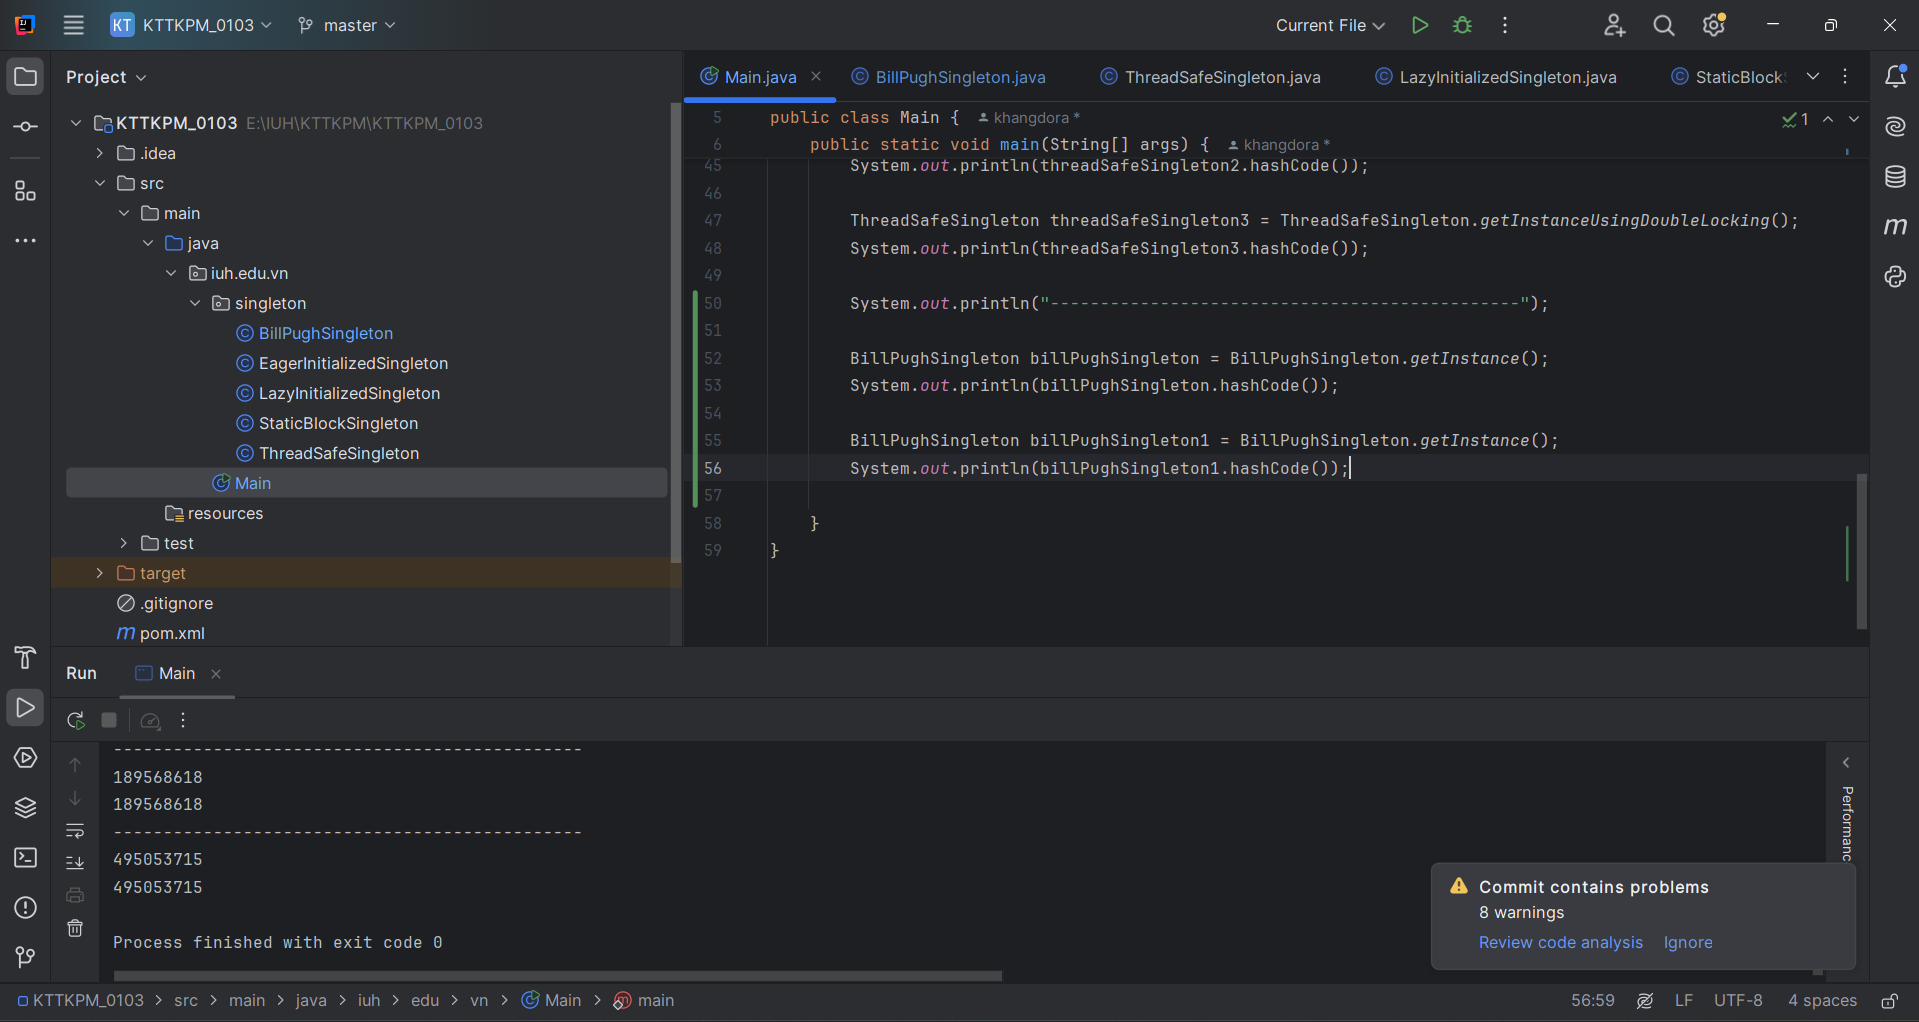 KT KTTKPM_0103 master Current File
Project
KTTKPM_0103 E:\IUH\KTTKPM\KTTKPM_0103
.idea
src
main
java
iuh.edu.vn
singleton
BillPughSingleton
EagerInitializedSingleton
LazyInitializedSingleton
StaticBlockSingleton
ThreadSafeSingleton
Main
resources
test
target
.gitignore
pom.xml
Main.java BillPughSingleton.java ThreadSafeSingleton.java LazyInitializedSingleton.java StaticBlock
5 public class Main { khangdora *
1
6 public static void main(String[] args) { khangdora *
45 System.out.println(threadSafeSingleton2.hashCode());
46
47 ThreadSafeSingleton threadSafeSingleton3 = ThreadSafeSingleton.getInstanceUsingDoubleLocking();
48 System.out.println(threadSafeSingleton3.hashCode());
49
50 System.out.println("-----------------------------------------------");
51
52 BillPughSingleton billPughSingleton = BillPughSingleton.getInstance();
53 System.out.println(billPughSingleton.hashCode());
54
55 BillPughSingleton billPughSingleton1 = BillPughSingleton.getInstance();
56 System.out.println(billPughSingleton1.hashCode());
57
58 }
59 }
Run Main
-----------------------------------------------
189568618
189568618
-----------------------------------------------
495053715
495053715
Process finished with exit code 0
Performanc
Commit contains problems
8 warnings
Review code analysis Ignore
KTTKPM_0103 > src > main > java > iuh > edu > vn > Main > main 56:59 LF UTF-8 4 spaces